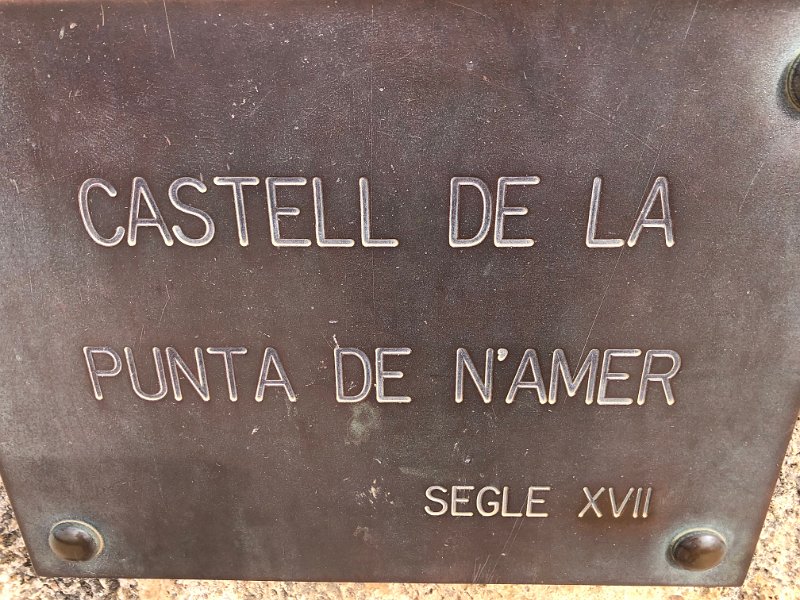 CASTELL DE LA
PUNTA DE N'AMER
SEGLE XVII